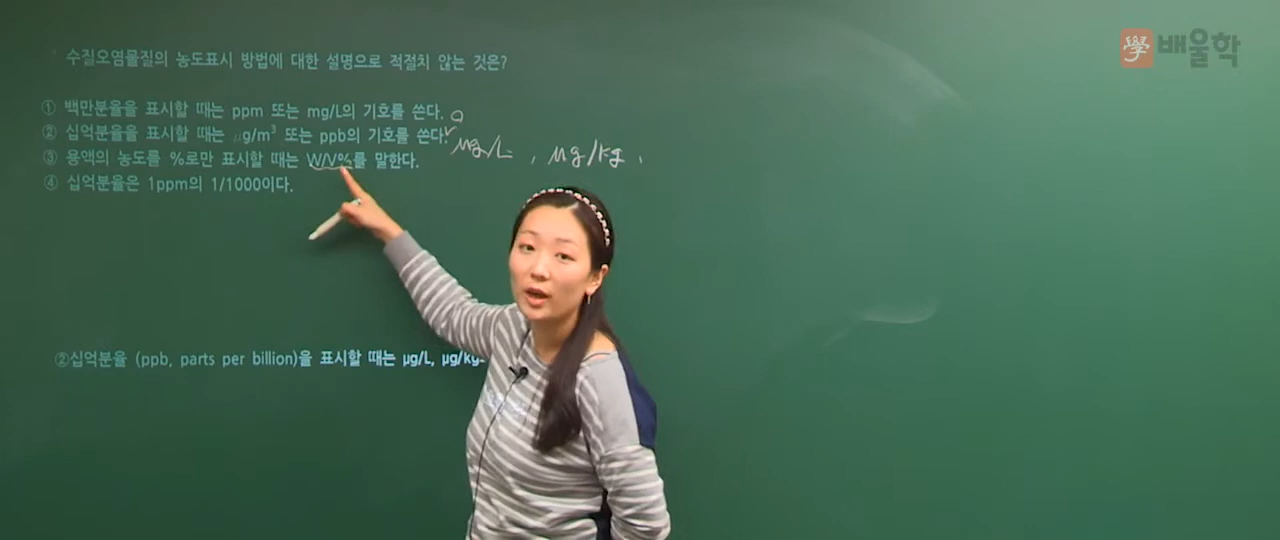 學 배울학
수질오염물질의 농도표시 방법에 대한 설명으로 적절치 않는 것은?
① 백만분율을 표시할 때는 ppm 또는 mg/L의 기호를 쓴다.
② 십억분율을 표시할 때는 μg/m³ 또는 ppb의 기호를 쓴다.
μg/L , μg/kg ,
③ 용액의 농도를 %로만 표시할 때는 W/V%를 말한다.
④ 십억분율은 1ppm의 1/1000이다.
②십억분율 (ppb, parts per billion)을 표시할 때는 μg/L, μg/kg